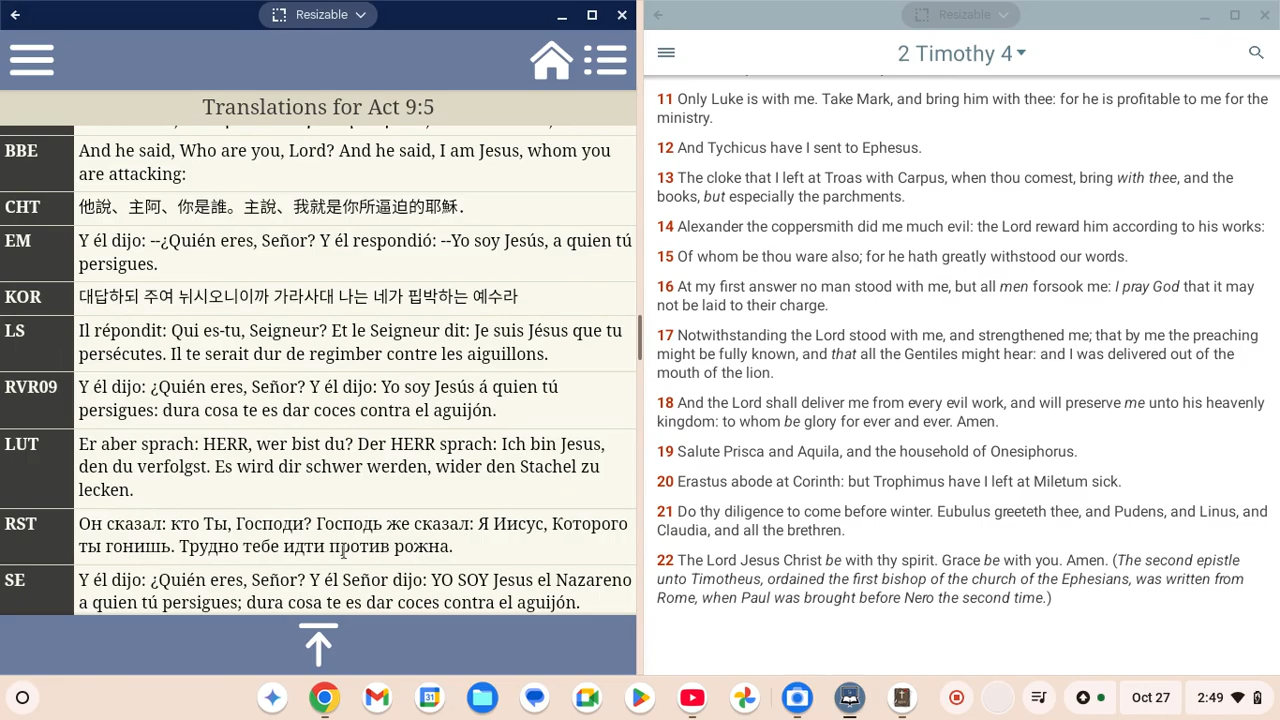 Resizable
Translations for Act 9:5
BBE And he said, Who are you, Lord? And he said, I am Jesus, whom you
are attacking:
CHT 他說、主阿、你是誰。主說、我就是你所逼迫的耶穌．
EM Y él dijo: --¿Quién eres, Señor? Y él respondió: --Yo soy Jesús, a quien tú
persigues.
KOR 대답하되 주여 뉘시오니이까 가라사대 나는 네가 핍박하는 예수라
LS Il répondit: Qui es-tu, Seigneur? Et le Seigneur dit: Je suis Jésus que tu
persécutes. Il te serait dur de regimber contre les aiguillons.
RVR09 Y él dijo: ¿Quién eres, Señor? Y él dijo: Yo soy Jesús á quien tú
persigues: dura cosa te es dar coces contra el aguijón.
LUT Er aber sprach: HERR, wer bist du? Der HERR sprach: Ich bin Jesus,
den du verfolgst. Es wird dir schwer werden, wider den Stachel zu
lecken.
RST Он сказал: кто Ты, Господи? Господь же сказал: Я Иисус, Которого
ты гонишь. Трудно тебе идти против рожна.
SE Y él dijo: ¿Quién eres, Señor? Y él Señor dijo: YO SOY Jesus el Nazareno
a quien tú persigues; dura cosa te es dar coces contra el aguijón.
Resizable
2 Timothy 4
11 Only Luke is with me. Take Mark, and bring him with thee: for he is profitable to me for the
ministry.
12 And Tychicus have I sent to Ephesus.
13 The cloke that I left at Troas with Carpus, when thou comest, bring with thee, and the
books, but especially the parchments.
14 Alexander the coppersmith did me much evil: the Lord reward him according to his works:
15 Of whom be thou ware also; for he hath greatly withstood our words.
16 At my first answer no man stood with me, but all men forsook me: I pray God that it may
not be laid to their charge.
17 Notwithstanding the Lord stood with me, and strengthened me; that by me the preaching
might be fully known, and that all the Gentiles might hear: and I was delivered out of the
mouth of the lion.
18 And the Lord shall deliver me from every evil work, and will preserve me unto his heavenly
kingdom: to whom be glory for ever and ever. Amen.
19 Salute Prisca and Aquila, and the household of Onesiphorus.
20 Erastus abode at Corinth: but Trophimus have I left at Miletum sick.
21 Do thy diligence to come before winter. Eubulus greeteth thee, and Pudens, and Linus, and
Claudia, and all the brethren.
22 The Lord Jesus Christ be with thy spirit. Grace be with you. Amen. (The second epistle
unto Timotheus, ordained the first bishop of the church of the Ephesians, was written from
Rome, when Paul was brought before Nero the second time.)
Oct 27
2:49